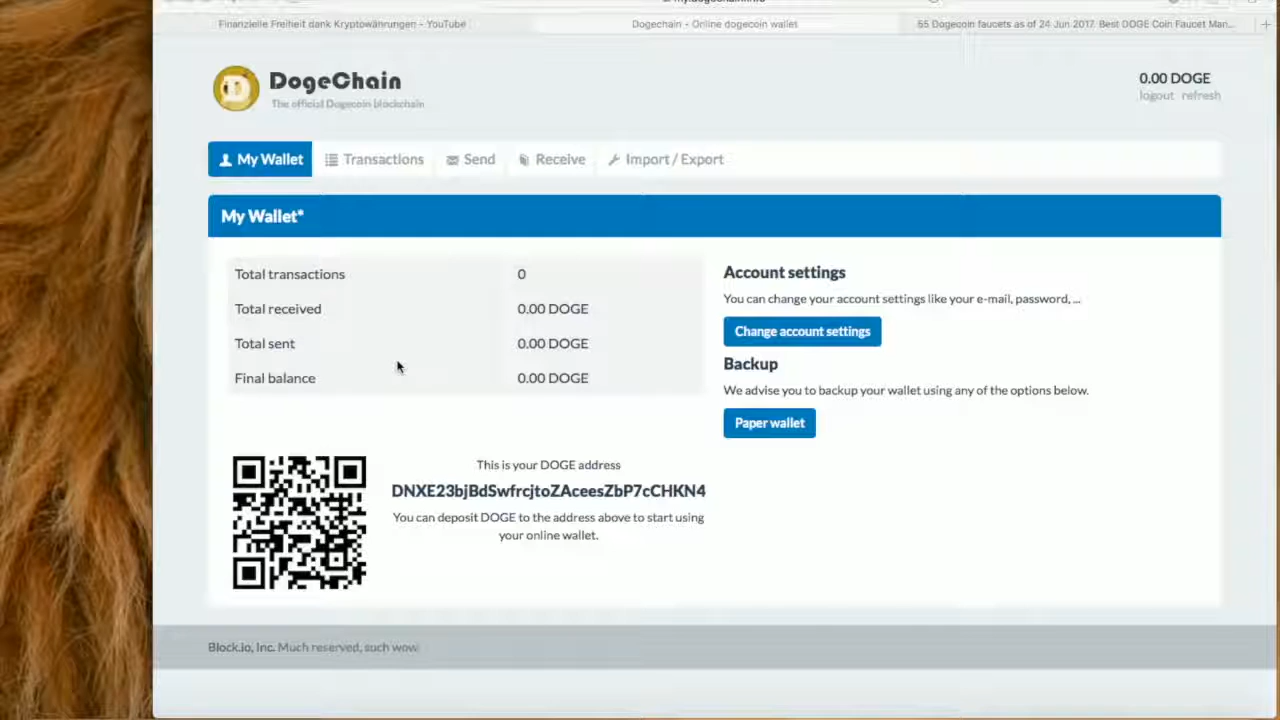 Finanzielle Freiheit dank Kryptowährungen - YouTube
Dogechain - Online dogecoin wallet
55 Dogecoin faucets as of 24 Jun 2017. Best DOGE Coin Faucet Man...
DogeChain
The official Dogecoin blockchain
0.00 DOGE
logout refresh
My Wallet
Transactions
Send
Receive
Import / Export
My Wallet*
Total transactions 0
Total received 0.00 DOGE
Total sent 0.00 DOGE
Final balance 0.00 DOGE
Account settings
You can change your account settings like your e-mail, password, ...
Change account settings
Backup
We advise you to backup your wallet using any of the options below.
Paper wallet
This is your DOGE address
DNXE23bjBdSwfrcjtoZAceesZbP7cCHKN4
You can deposit DOGE to the address above to start using
your online wallet.
Block.io, Inc. Much reserved, such wow.